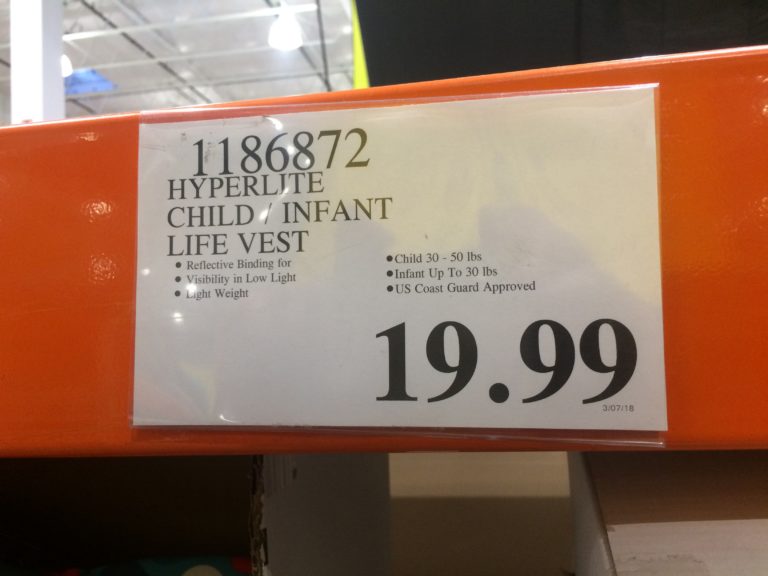 1186872
HYPERLITE
CHILD / INFANT
LIFE VEST
• Reflective Binding for
• Visibility in Low Light
• Light Weight
• Child 30 - 50 lbs
• Infant Up To 30 lbs
• US Coast Guard Approved
19.99
3/07/18